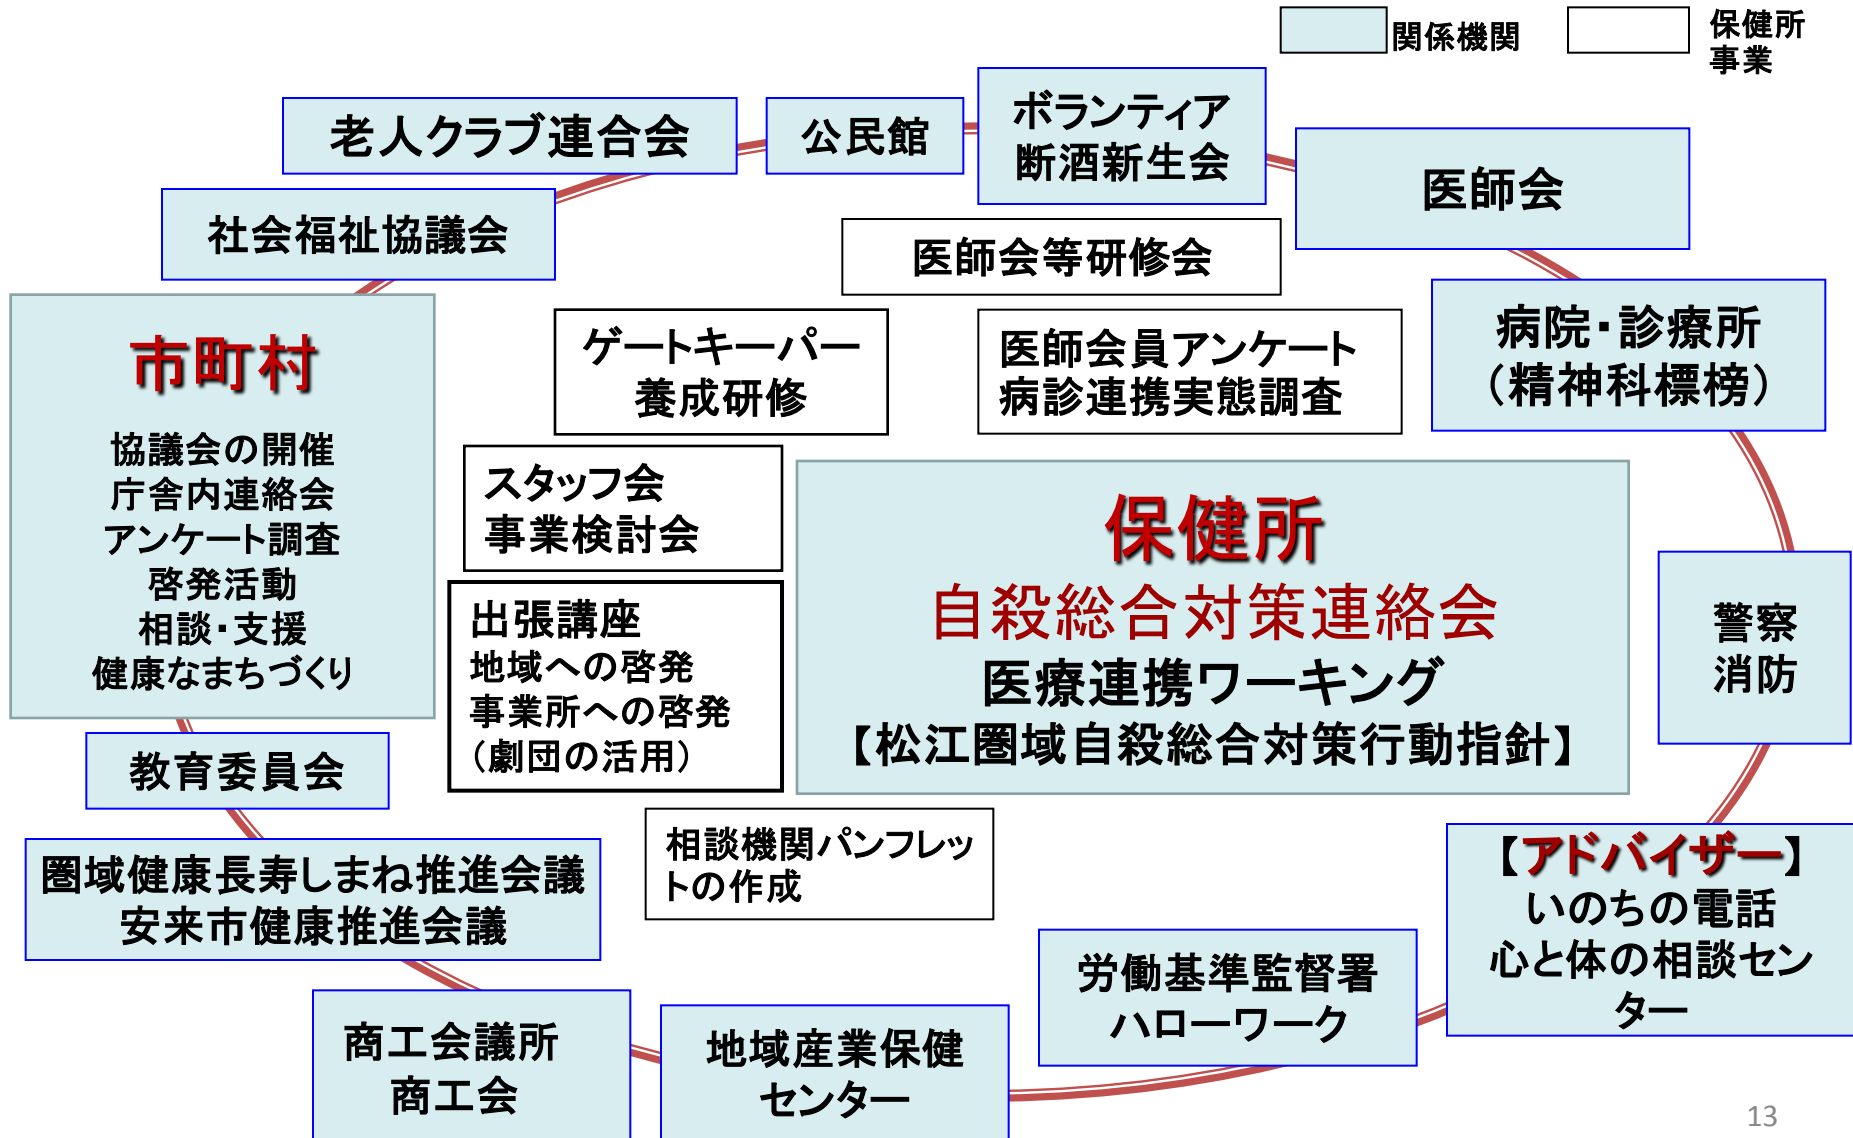 関係機関
保健所
事業
老人クラブ連合会
公民館
ボランティア
断酒新生会
医師会
社会福祉協議会
医師会等研修会
市町村
協議会の開催
庁舎内連絡会
アンケート調査
啓発活動
相談・支援
健康なまちづくり
ゲートキーパー
養成研修
医師会員アンケート
病診連携実態調査
病院・診療所
（精神科標榜）
スタッフ会
事業検討会
保健所
自殺総合対策連絡会
医療連携ワーキング
【松江圏域自殺総合対策行動指針】
出張講座
地域への啓発
事業所への啓発
（劇団の活用）
警察
消防
教育委員会
相談機関パンフレッ
トの作成
圏域健康長寿しまね推進会議
安来市健康推進会議
【アドバイザー】
いのちの電話
心と体の相談セン
ター
労働基準監督署
ハローワーク
商工会議所
商工会
地域産業保健
センター
13